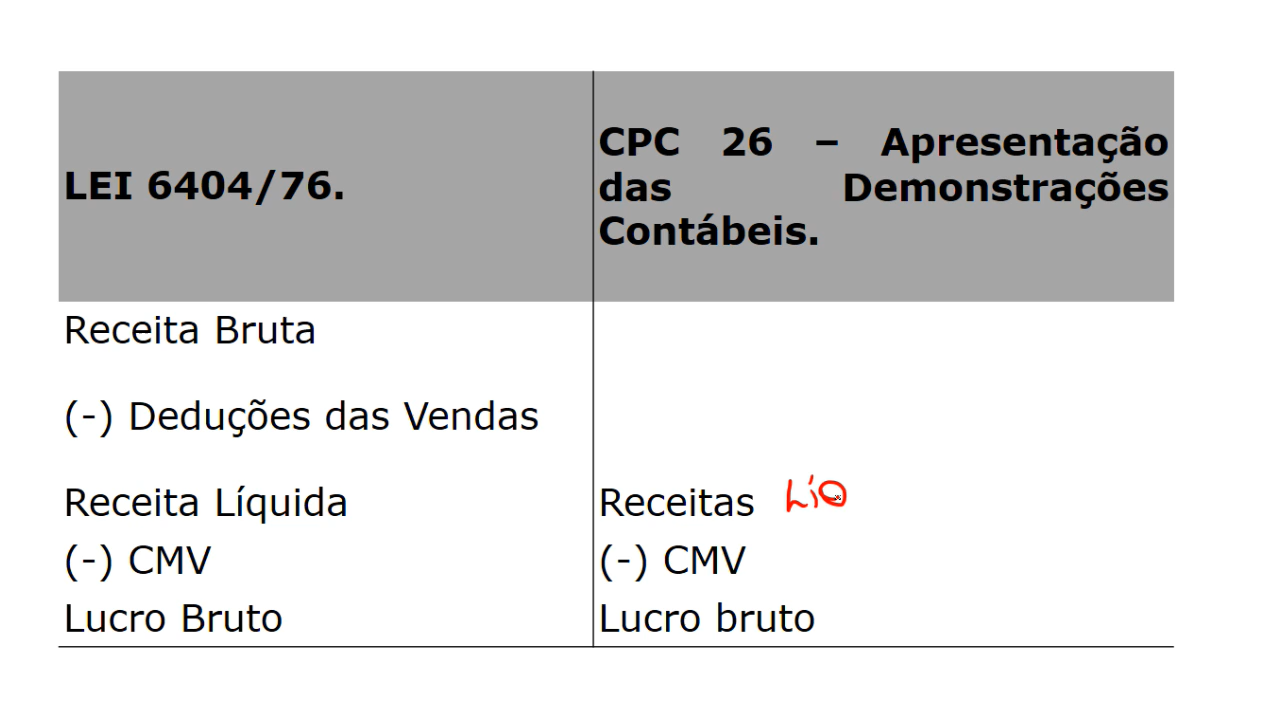 LEI 6404/76.
CPC 26 – Apresentação
das Demonstrações
Contábeis.
Receita Bruta
(-) Deduções das Vendas
Receita Líquida
Receitas LíQ
(-) CMV
(-) CMV
Lucro Bruto
Lucro bruto